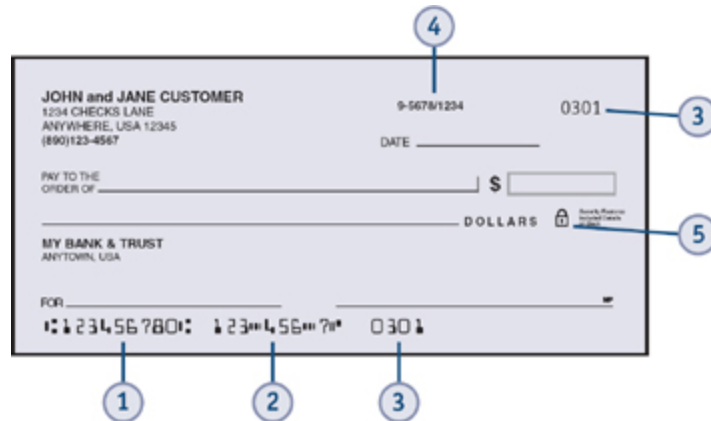 4
JOHN and JANE CUSTOMER
1234 CHECKS LANE
ANYWHERE, USA 12345
(890)123-4567
9-5678/1234
0301
3
DATE
PAY TO THE
ORDER OF
$
DOLLARS
5
MY BANK & TRUST
ANYTOWN, USA
FOR
MP
⑆123456780⑆ 123⑉456⑉7⑈ 0301
1 2 3